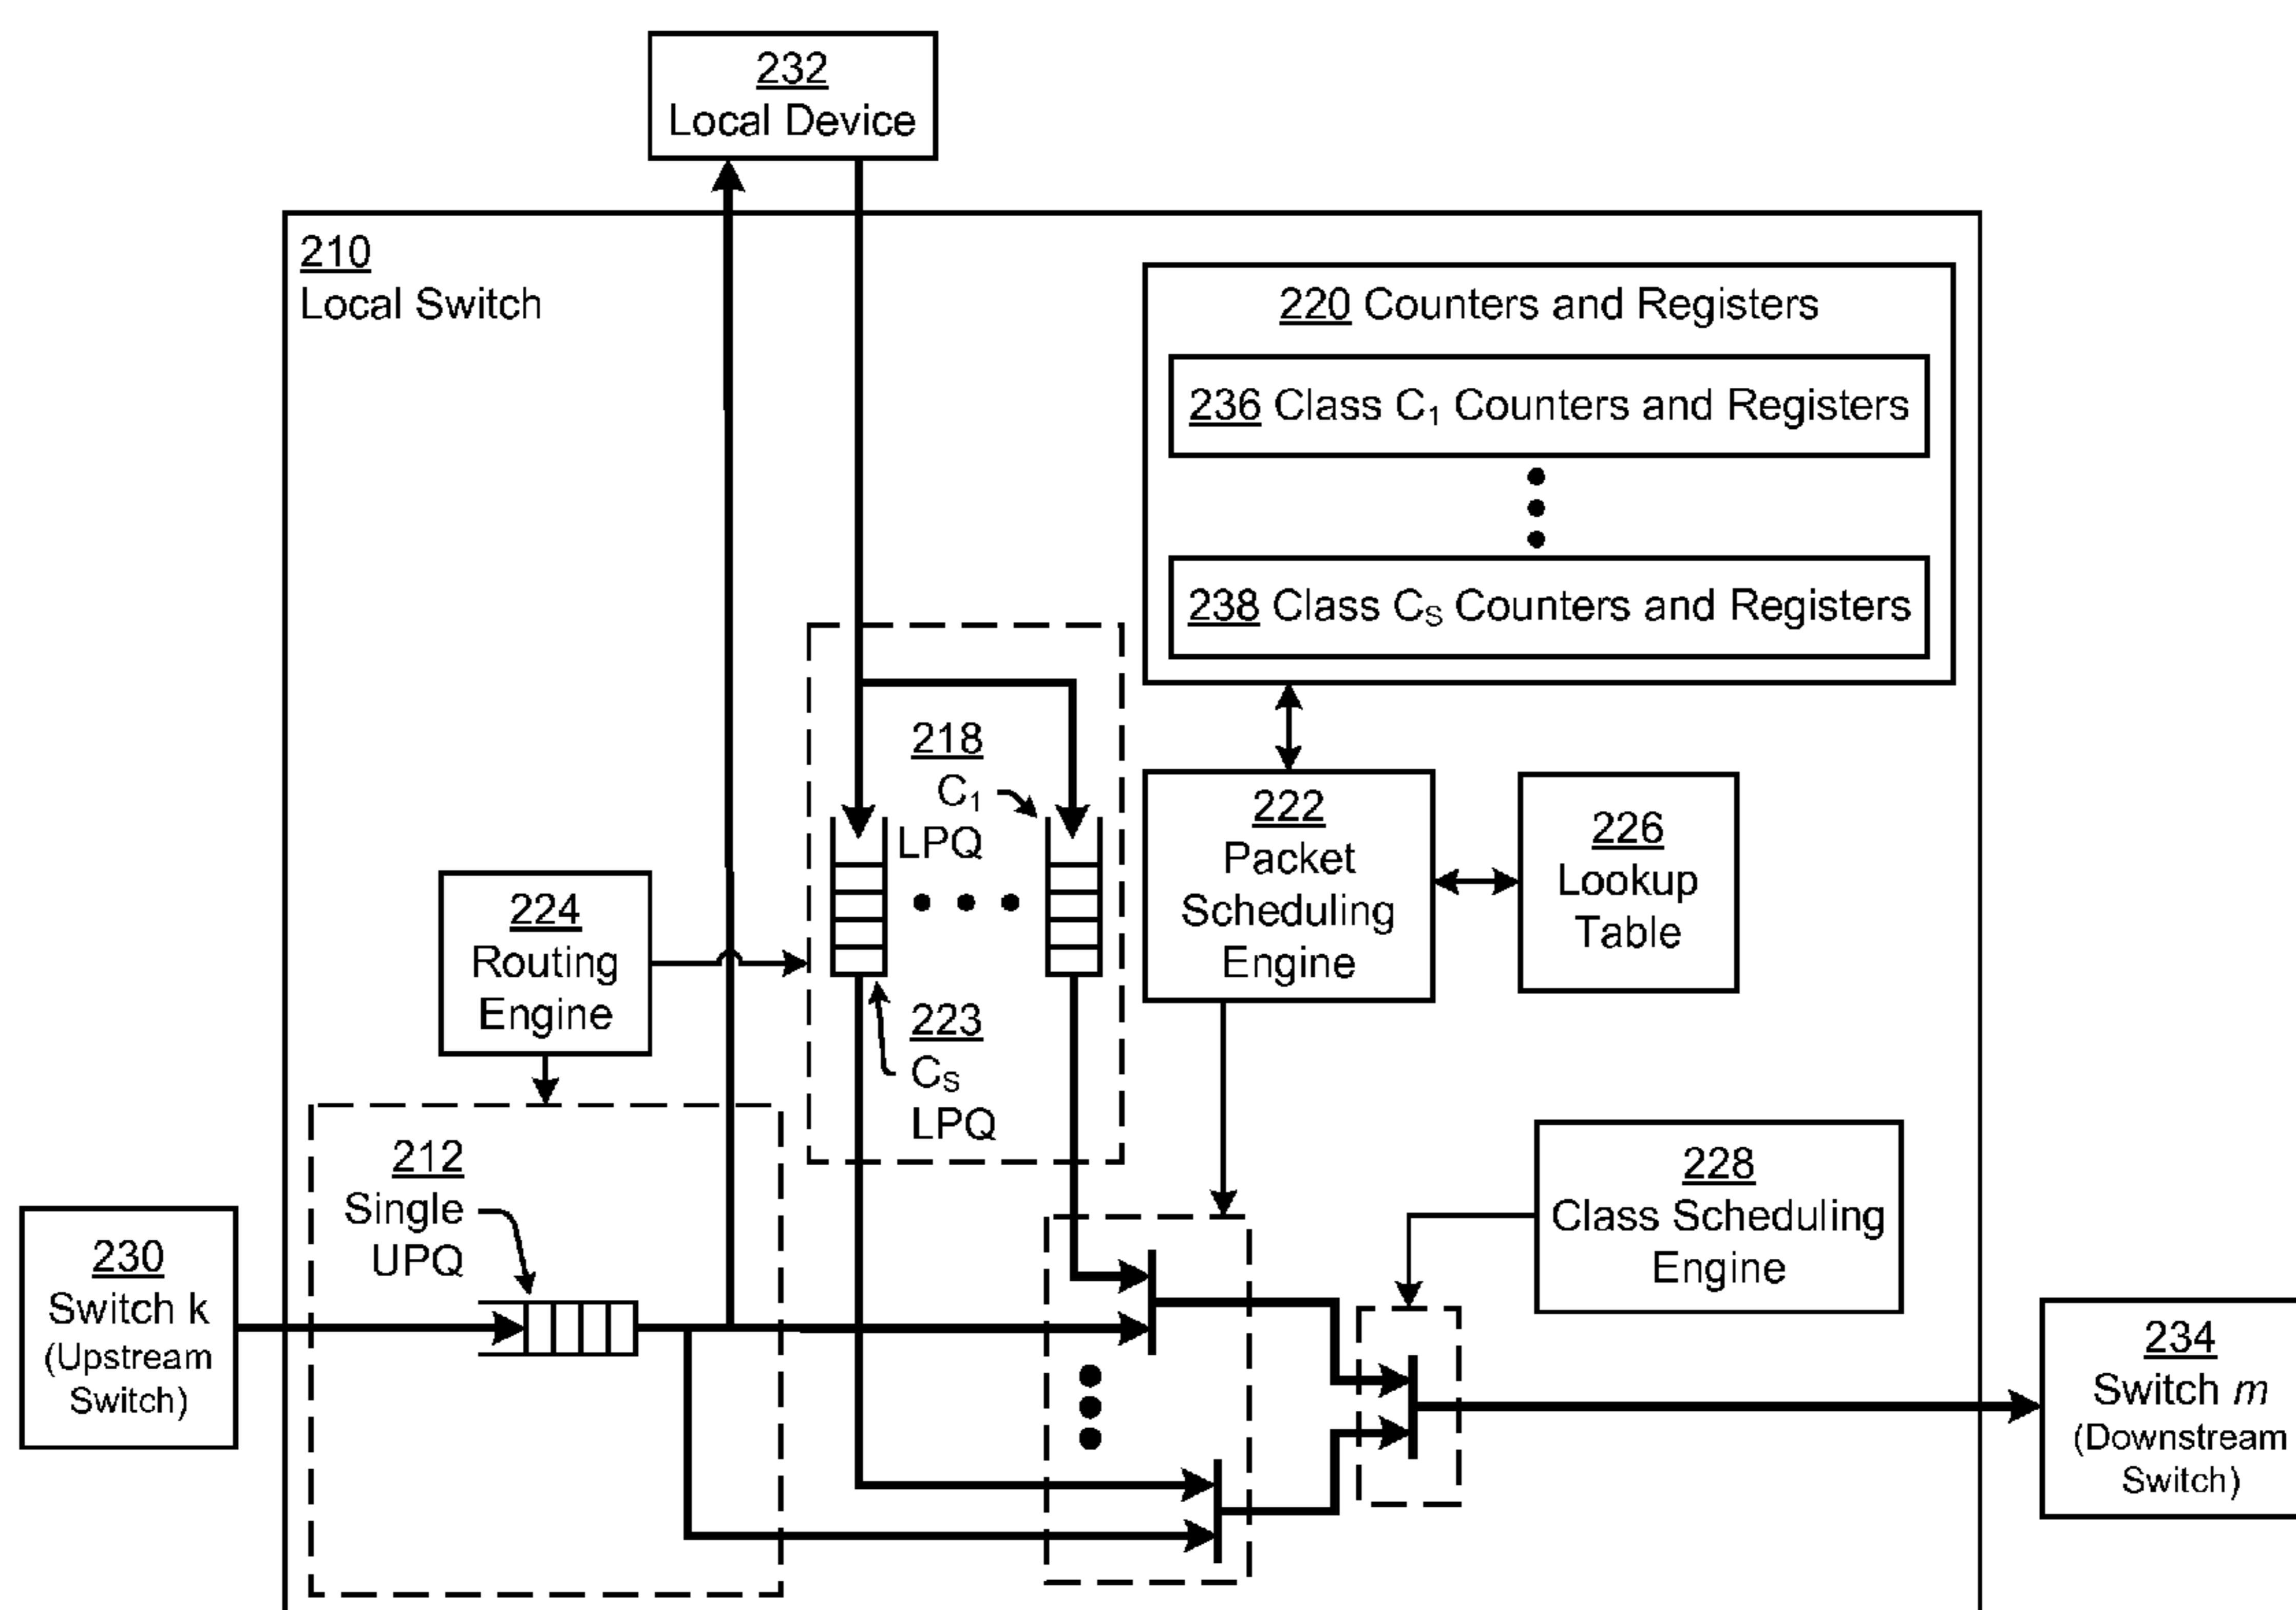 232
Local Device
210
Local Switch
220 Counters and Registers
236 Class C₁ Counters and Registers
238 Class Cₛ Counters and Registers
218
C₁
LPQ
222
Packet
Scheduling
Engine
226
Lookup
Table
224
Routing
Engine
223
Cₛ
LPQ
212
Single
UPQ
228
Class Scheduling
Engine
230
Switch k
(Upstream
Switch)
234
Switch m
(Downstream
Switch)